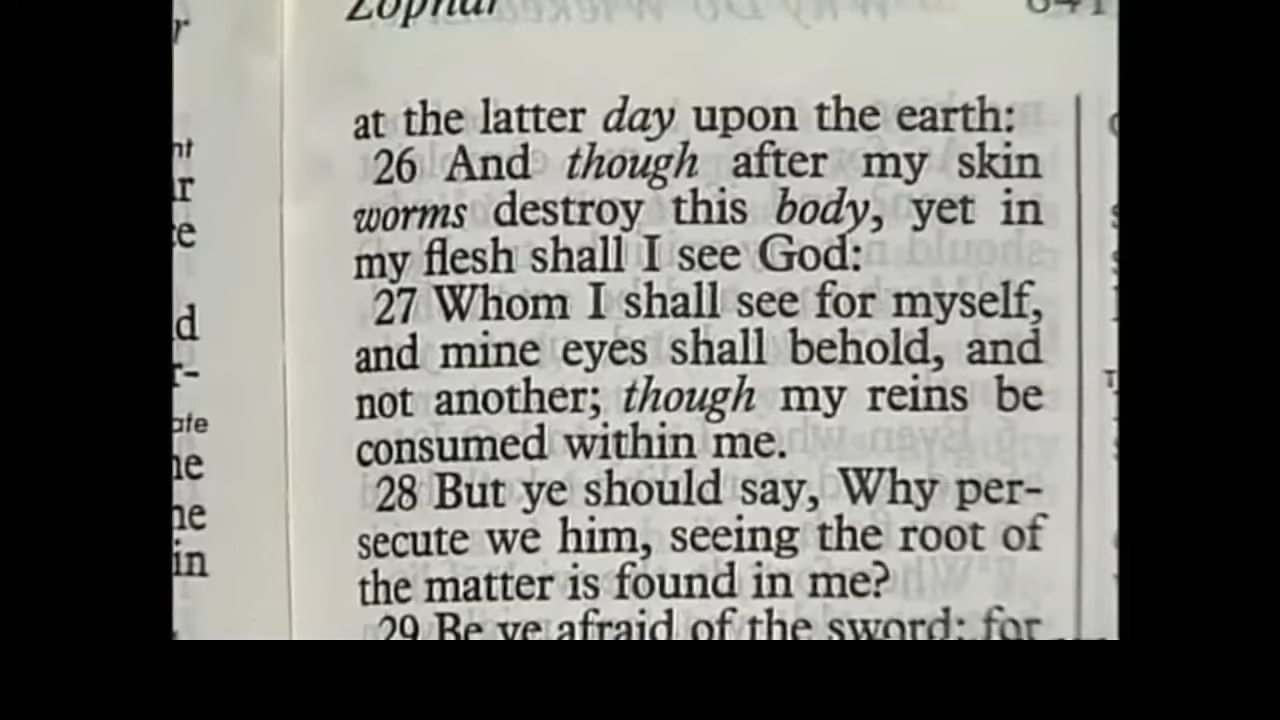 Zophar
641
at the latter day upon the earth:
26 And though after my skin
worms destroy this body, yet in
my flesh shall I see God:
27 Whom I shall see for myself,
and mine eyes shall behold, and
not another; though my reins be
consumed within me.
28 But ye should say, Why per-
secute we him, seeing the root of
the matter is found in me?
29 Be ye afraid of the sword: for